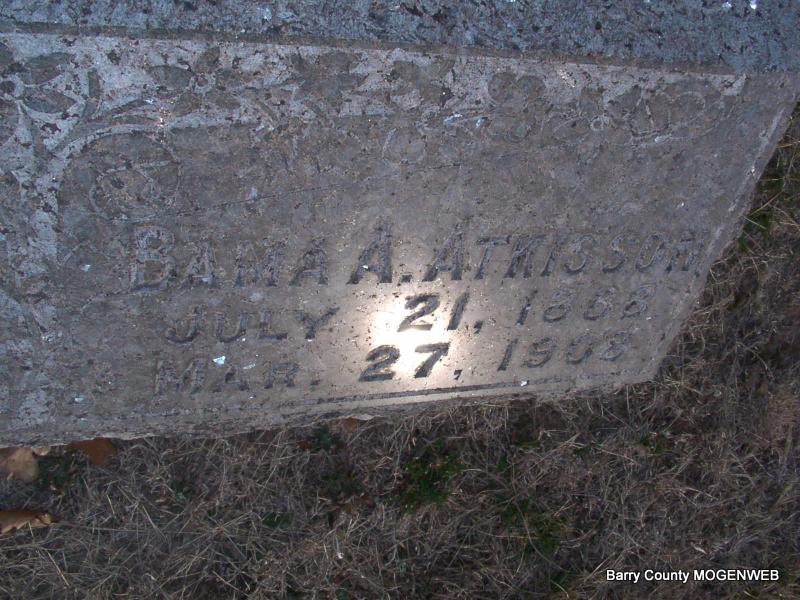 BAMA A. ATKISSON
JULY 21, 1868
MAR. 27, 1908
Barry County MOGENWEB